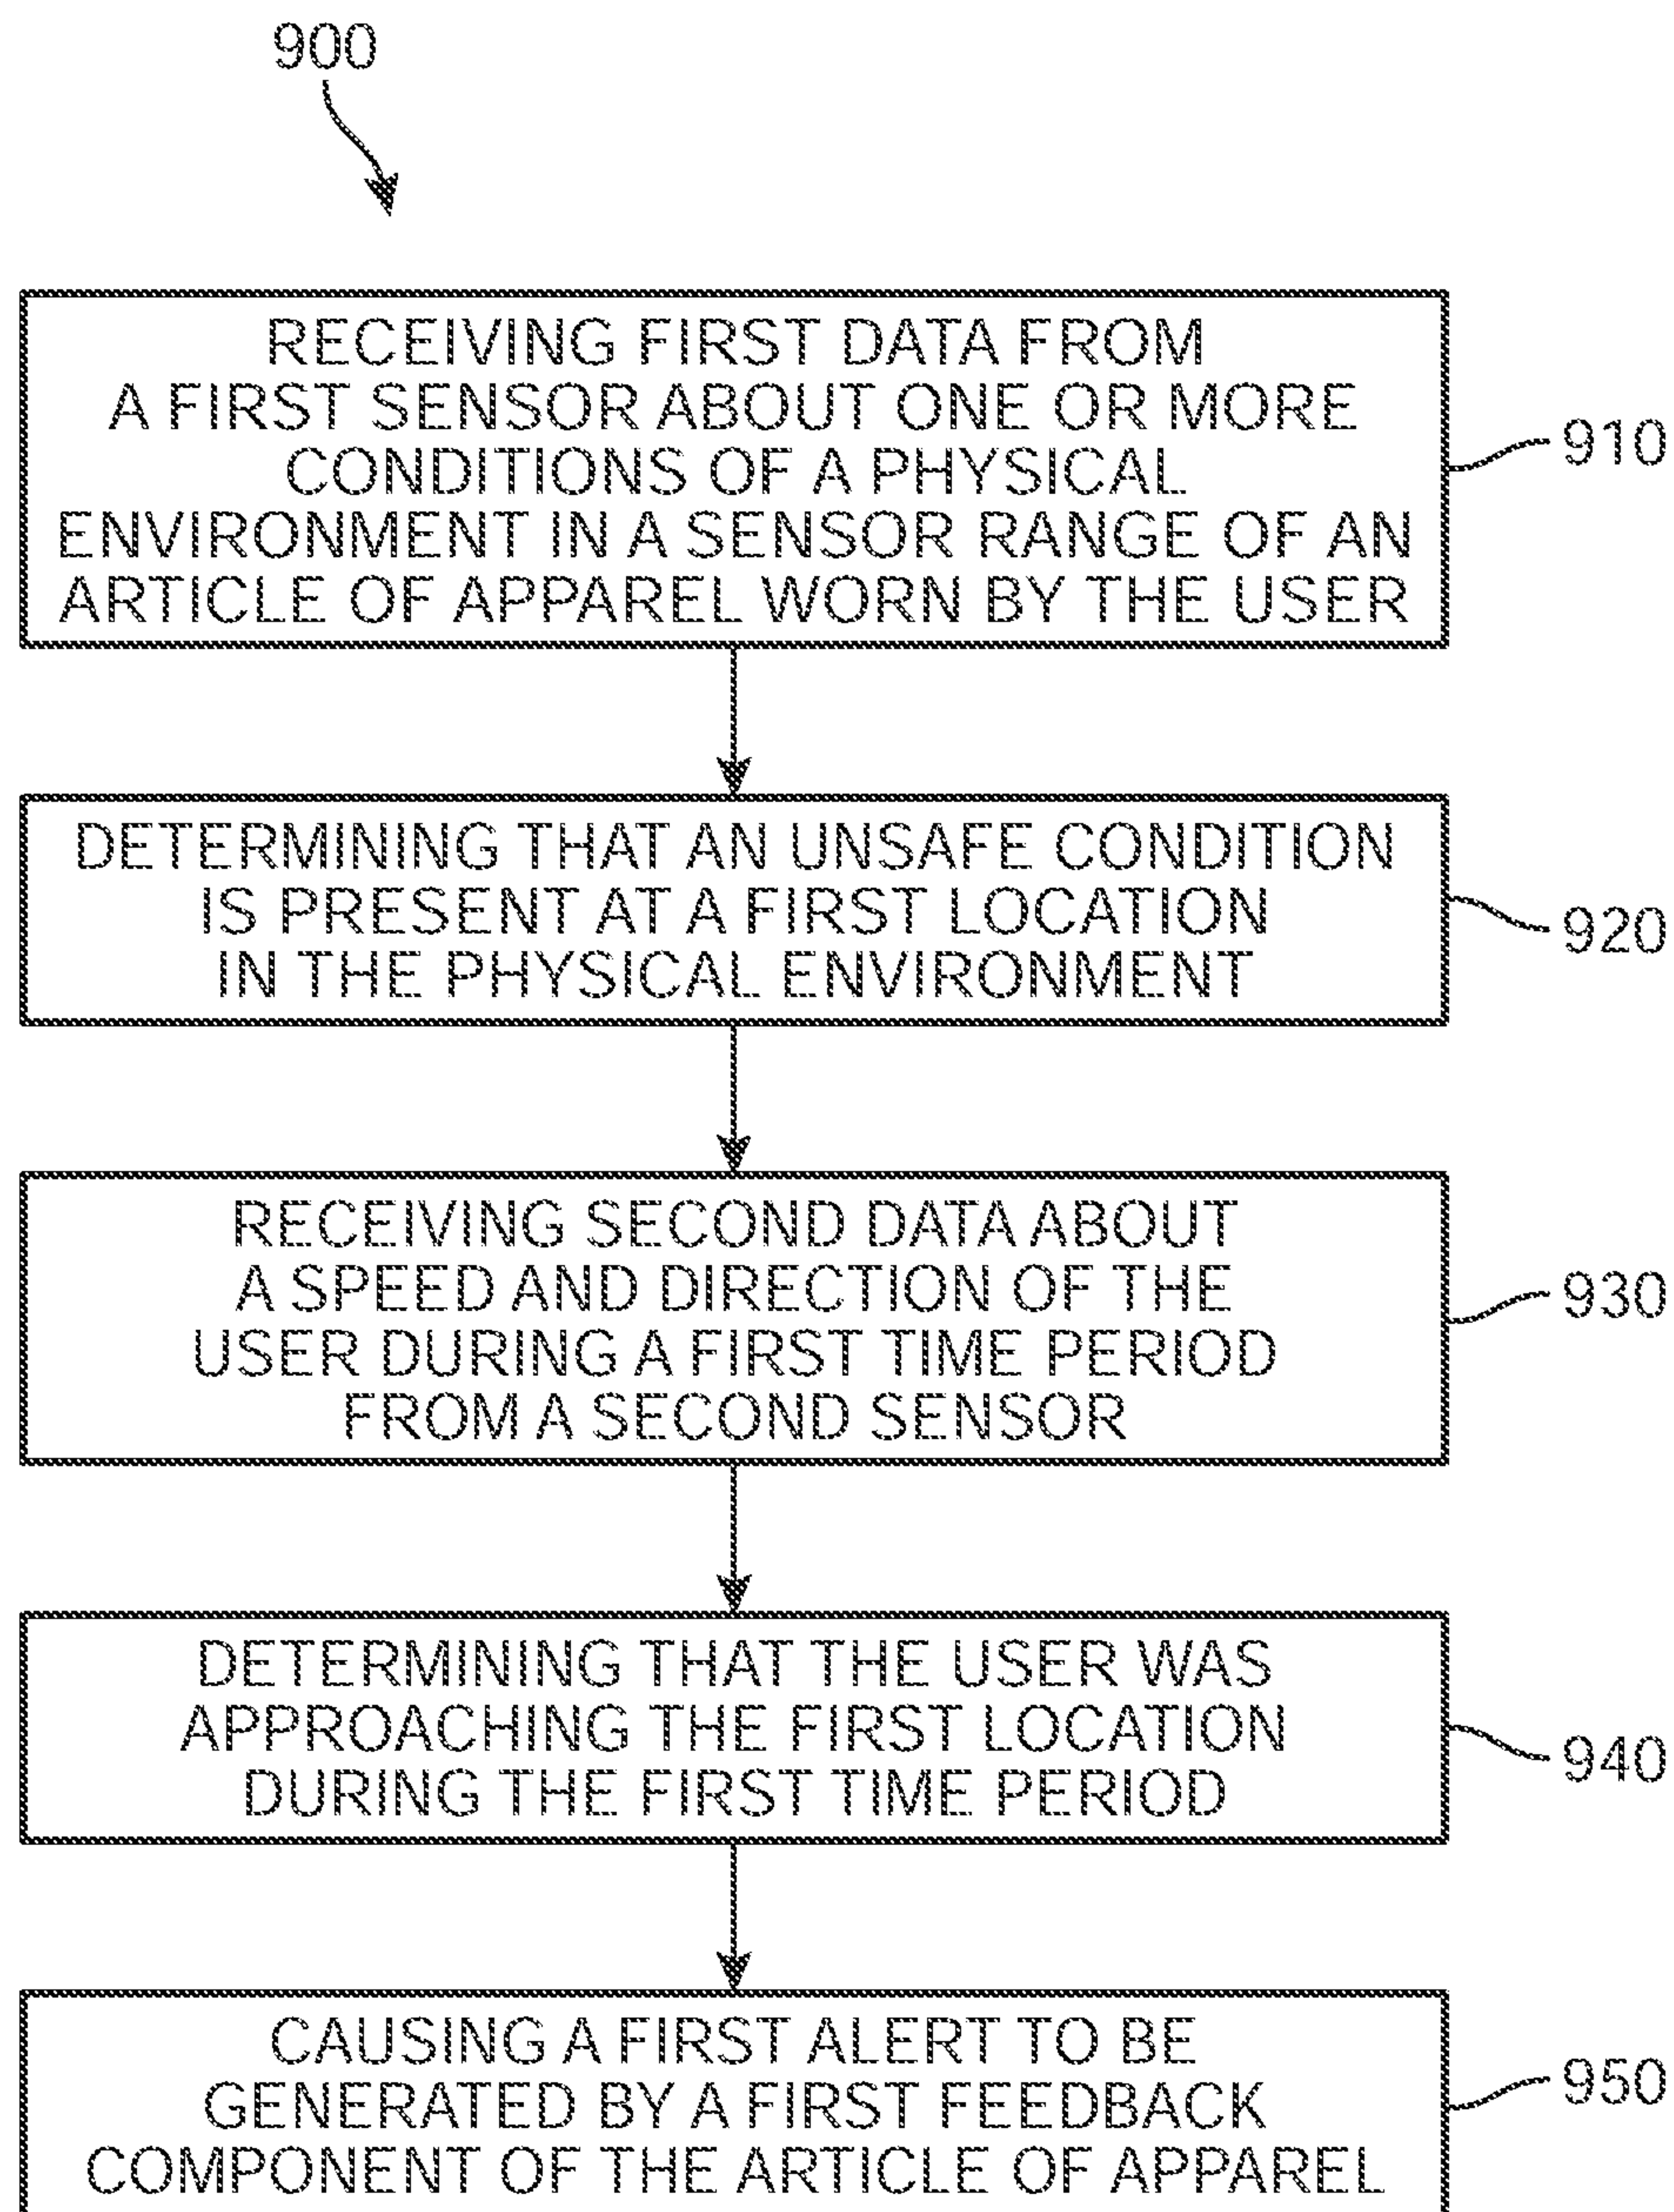 900
RECEIVING FIRST DATA FROM
A FIRST SENSOR ABOUT ONE OR MORE
CONDITIONS OF A PHYSICAL
ENVIRONMENT IN A SENSOR RANGE OF AN
ARTICLE OF APPAREL WORN BY THE USER
910
DETERMINING THAT AN UNSAFE CONDITION
IS PRESENT AT A FIRST LOCATION
IN THE PHYSICAL ENVIRONMENT
920
RECEIVING SECOND DATA ABOUT
A SPEED AND DIRECTION OF THE
USER DURING A FIRST TIME PERIOD
FROM A SECOND SENSOR
930
DETERMINING THAT THE USER WAS
APPROACHING THE FIRST LOCATION
DURING THE FIRST TIME PERIOD
940
CAUSING A FIRST ALERT TO BE
GENERATED BY A FIRST FEEDBACK
COMPONENT OF THE ARTICLE OF APPAREL
950